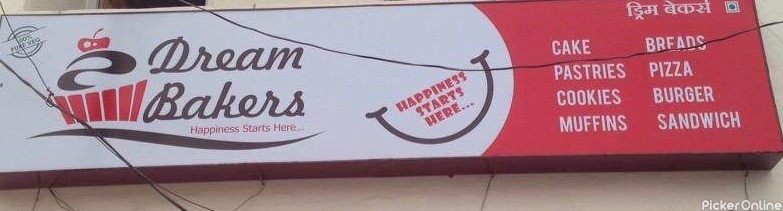 100%
PURE VEG
Dream
Bakers
Happiness Starts Here...
HAPPINESS
STARTS
HERE...
ड्रिम बेकर्स
CAKE BREADS
PASTRIES PIZZA
COOKIES BURGER
MUFFINS SANDWICH
PickerOnline